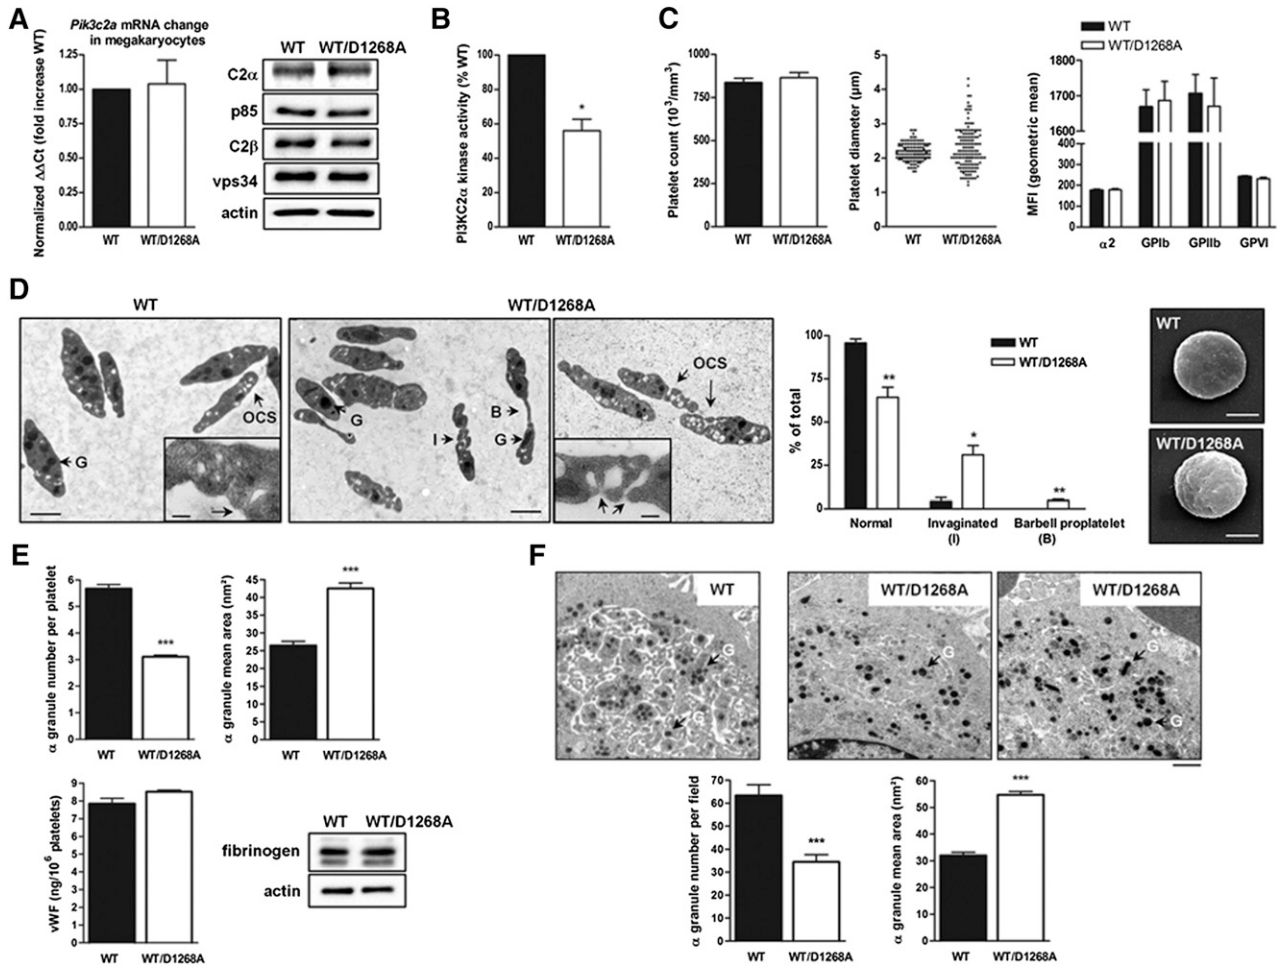 A
Pik3c2a mRNA change
in megakaryocytes
Normalized ΔΔCt (fold increase WT)
1.25
1.00
0.75
0.50
0.25
0.00
WT
WT/D1268A
WT WT/D1268A
C2α
p85
C2β
vps34
actin
B
PI3KC2α kinase activity (% WT)
100
80
60
40
20
0
*
WT
WT/D1268A
C
Platelet count (10³/mm³)
1000
750
500
250
0
WT
WT/D1268A
Platelet diameter (μm)
5
4
3
2
1
0
WT
WT/D1268A
WT
WT/D1268A
MFI (geometric mean)
1800
1700
1600
400
300
200
100
0
α2
GPIb
GPIIb
GPVI
D
WT
WT/D1268A
OCS
G
G
I
B
G
OCS
% of total
100
75
50
25
0
WT
WT/D1268A
**
*
**
Normal
Invaginated
(I)
Barbell proplatelet
(B)
WT
WT/D1268A
E
α granule number per platelet
6
5
4
3
2
1
0
***
WT
WT/D1268A
α granule mean area (nm²)
45
40
35
30
25
20
15
10
5
0
***
WT
WT/D1268A
vWF (ng/10⁶ platelets)
9
8
7
6
5
4
3
2
1
0
WT
WT/D1268A
WT WT/D1268A
fibrinogen
actin
F
WT
G
G
WT/D1268A
G
WT/D1268A
G
G
α granule number per field
70
60
50
40
30
20
10
0
***
WT
WT/D1268A
α granule mean area (nm²)
60
50
40
30
20
10
0
***
WT
WT/D1268A